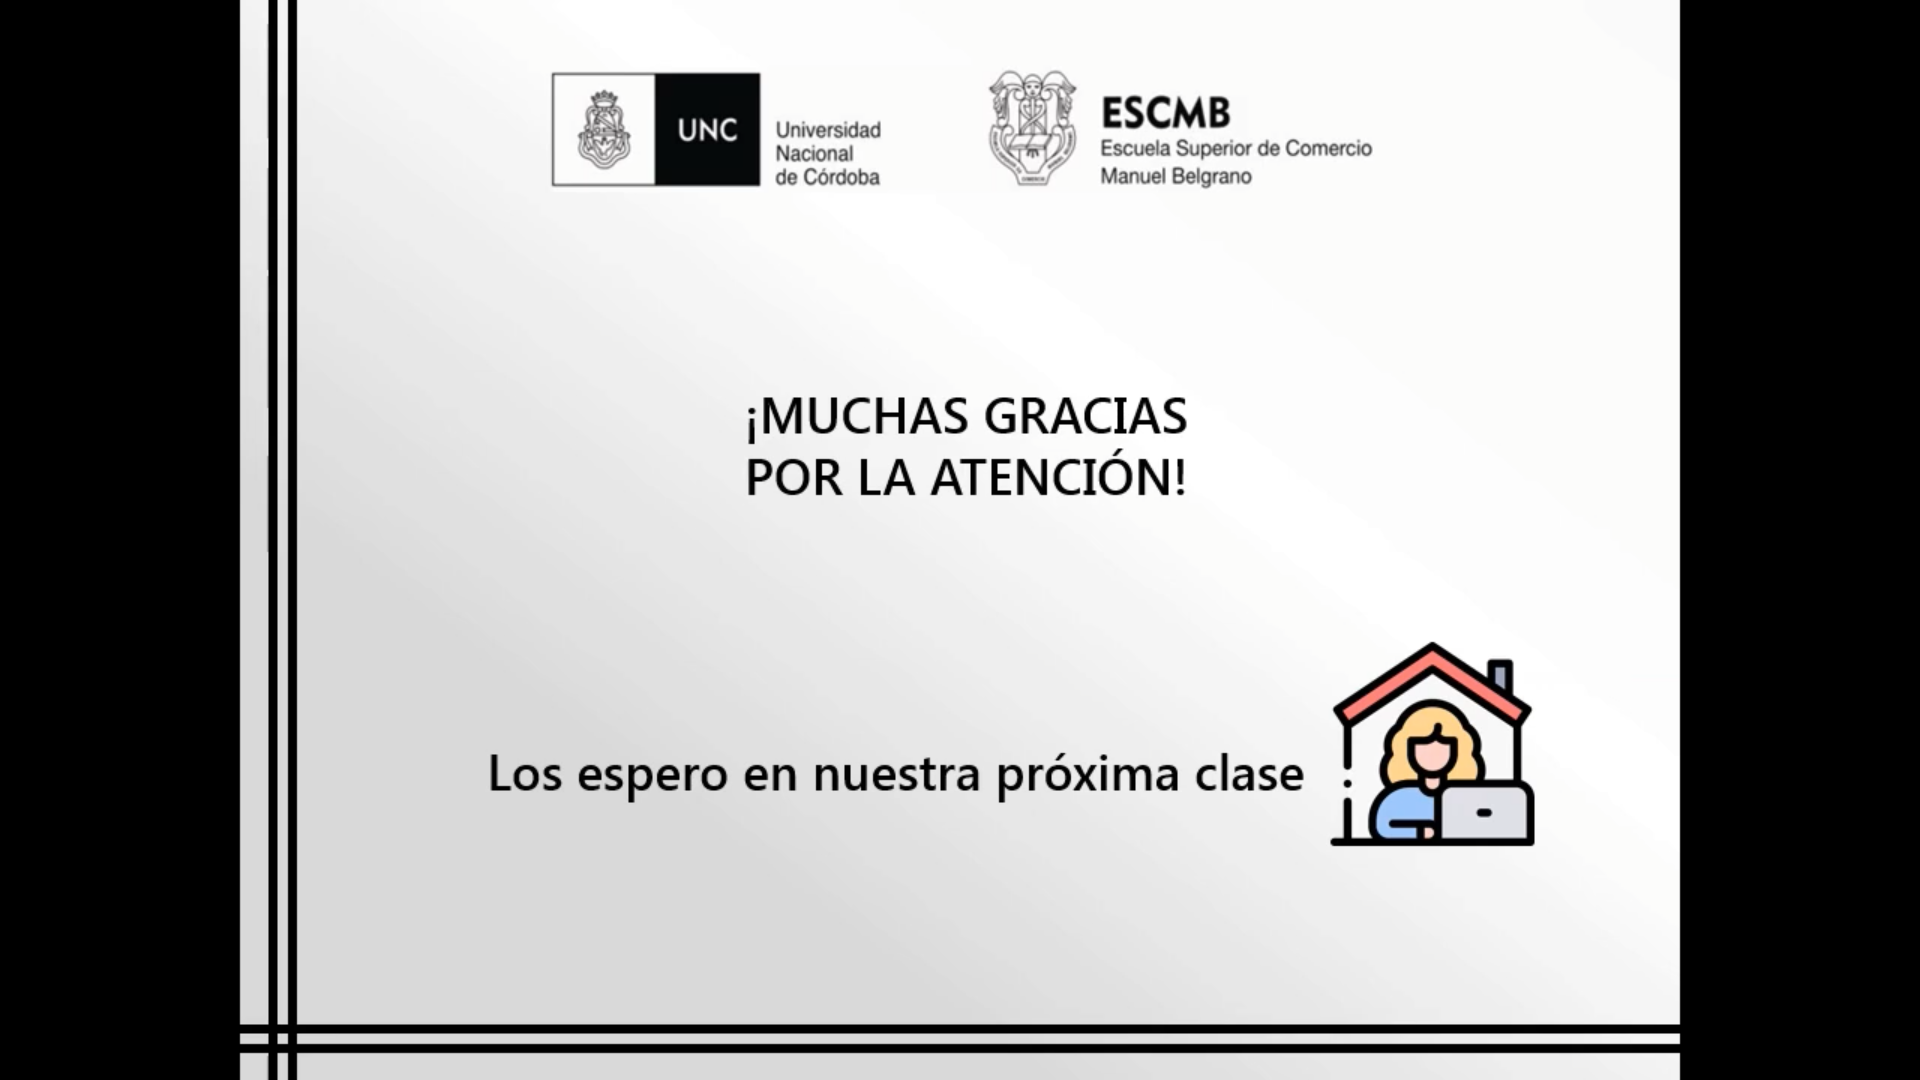 UNC
Universidad
Nacional
de Córdoba
ESCMB
Escuela Superior de Comercio
Manuel Belgrano
¡MUCHAS GRACIAS
POR LA ATENCIÓN!
Los espero en nuestra próxima clase